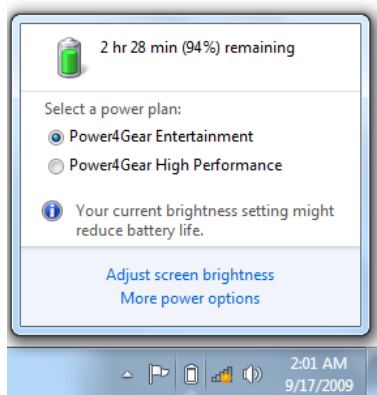 2 hr 28 min (94%) remaining
Select a power plan:
Power4Gear Entertainment
Power4Gear High Performance
Your current brightness setting might
reduce battery life.
Adjust screen brightness
More power options
2:01 AM
9/17/2009